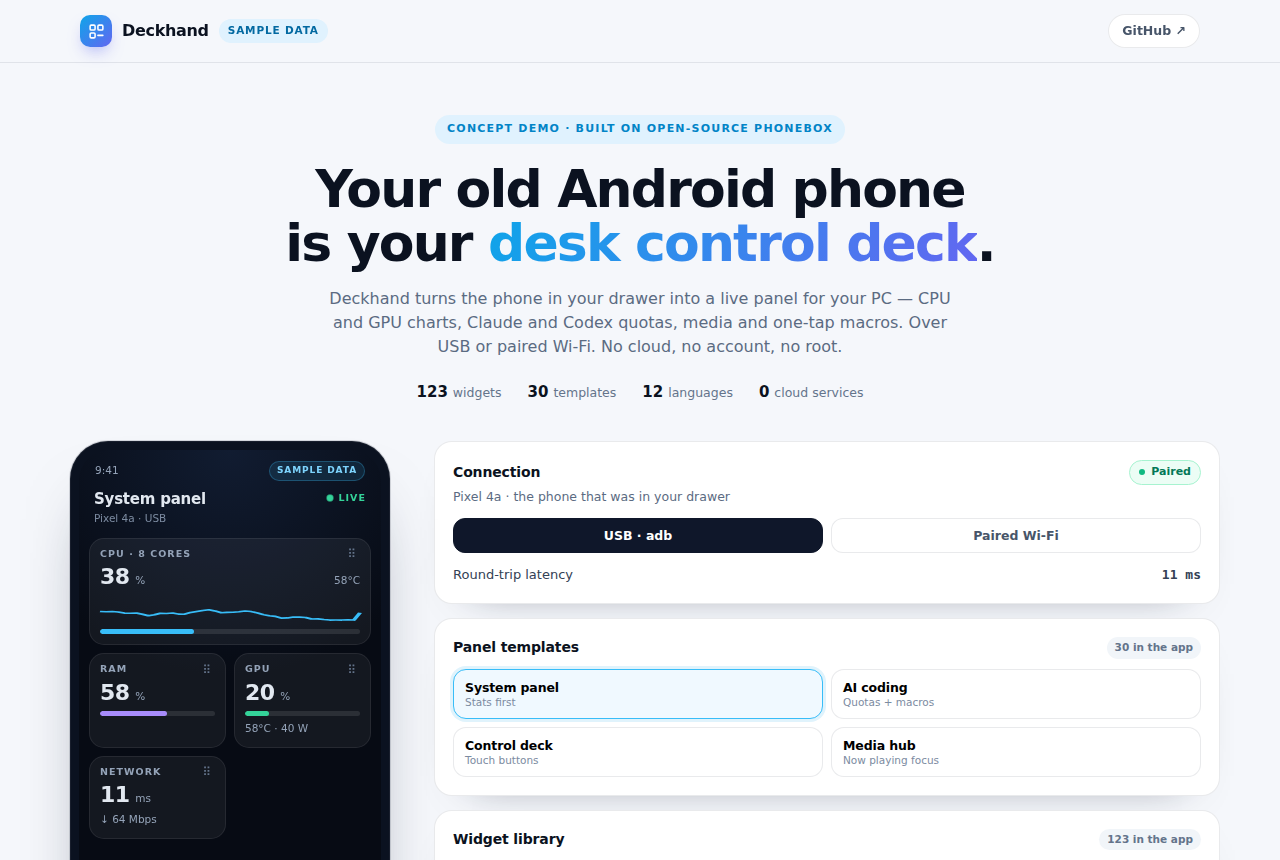 Deckhand
SAMPLE DATA
GitHub ↗
CONCEPT DEMO · BUILT ON OPEN-SOURCE PHONEBOX
Your old Android phone
is your desk control deck.
Deckhand turns the phone in your drawer into a live panel for your PC — CPU
and GPU charts, Claude and Codex quotas, media and one-tap macros. Over
USB or paired Wi-Fi. No cloud, no account, no root.
123 widgets 30 templates 12 languages 0 cloud services
9:41
SAMPLE DATA
System panel
LIVE
Pixel 4a · USB
CPU · 8 CORES
38 %
58°C
RAM
58 %
GPU
20 %
58°C · 40 W
NETWORK
11 ms
↓ 64 Mbps
Connection
Paired
Pixel 4a · the phone that was in your drawer
USB · adb
Paired Wi-Fi
Round-trip latency
11 ms
Panel templates
30 in the app
System panel
Stats first
AI coding
Quotas + macros
Control deck
Touch buttons
Media hub
Now playing focus
Widget library
123 in the app